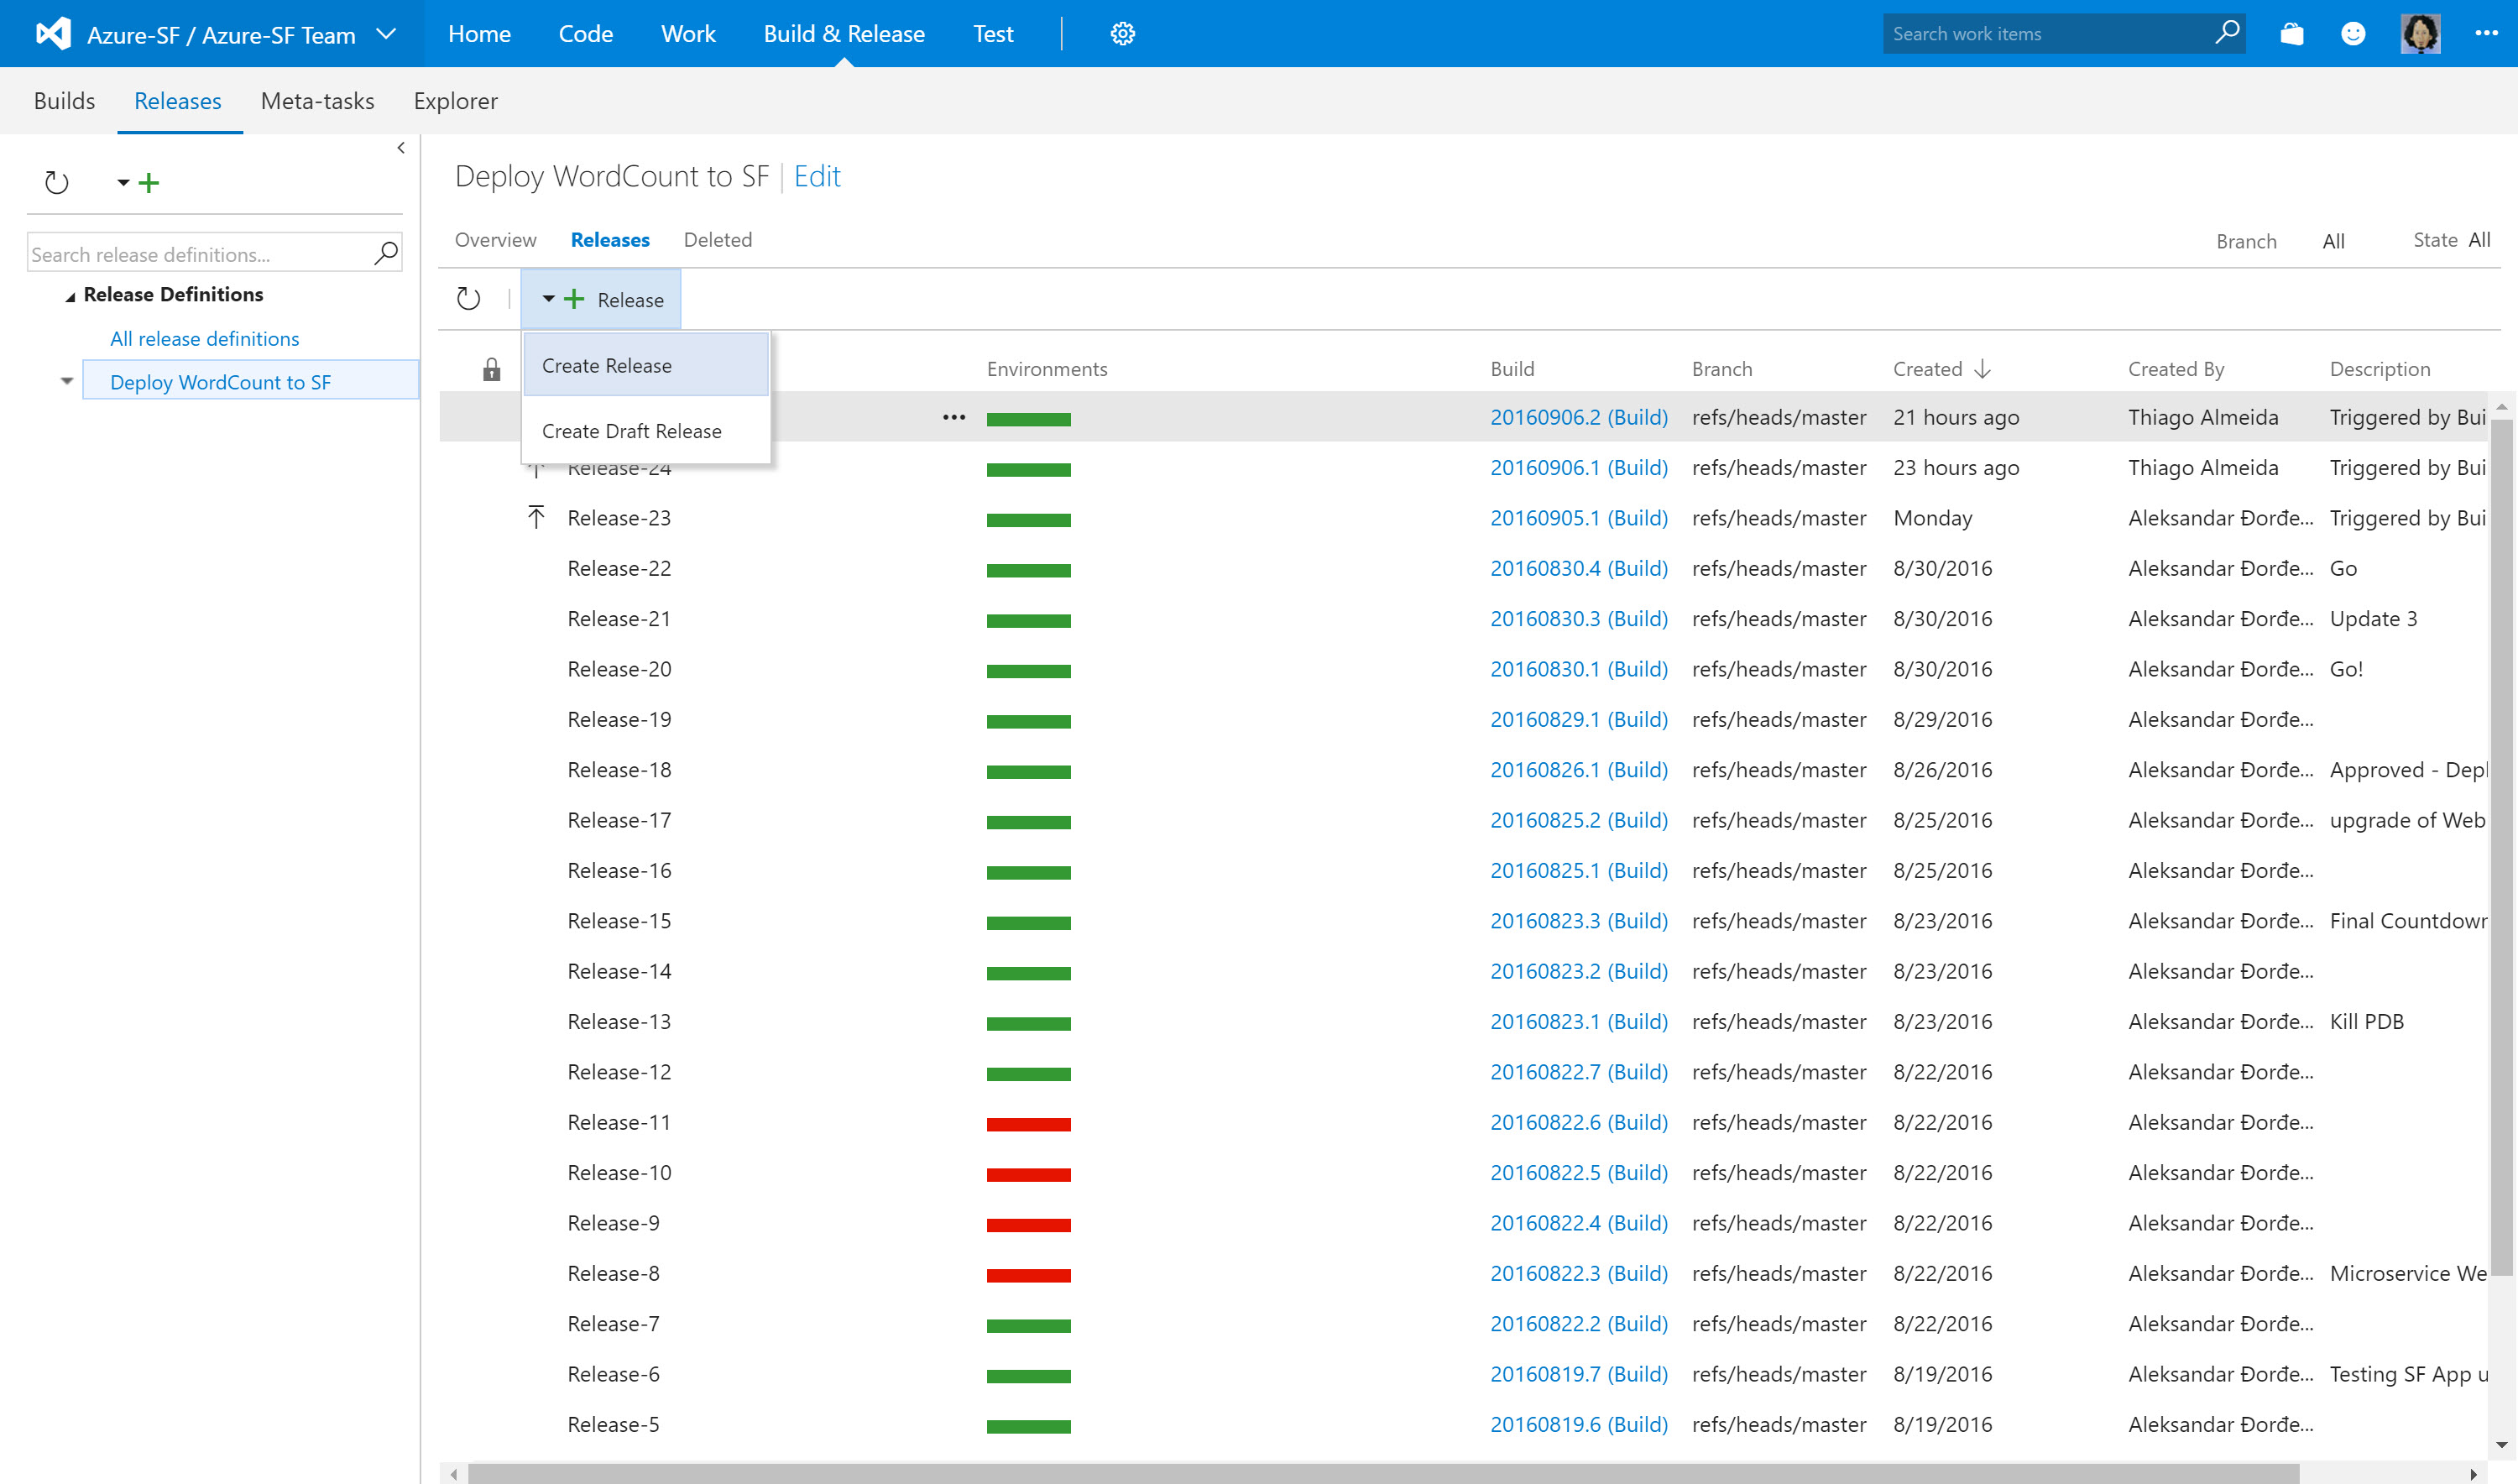 Azure-SF / Azure-SF Team Home Code Work Build & Release Test Search work items
Builds Releases Meta-tasks Explorer
Deploy WordCount to SF | Edit
Search release definitions...
Release Definitions
All release definitions
Deploy WordCount to SF
Overview Releases Deleted Branch All State All
Release
Create Release
Create Draft Release
Environments Build Branch Created Created By Description
20160906.2 (Build) refs/heads/master 21 hours ago Thiago Almeida Triggered by Bui
Release-24 20160906.1 (Build) refs/heads/master 23 hours ago Thiago Almeida Triggered by Bui
Release-23 20160905.1 (Build) refs/heads/master Monday Aleksandar Đorđe... Triggered by Bui
Release-22 20160830.4 (Build) refs/heads/master 8/30/2016 Aleksandar Đorđe... Go
Release-21 20160830.3 (Build) refs/heads/master 8/30/2016 Aleksandar Đorđe... Update 3
Release-20 20160830.1 (Build) refs/heads/master 8/30/2016 Aleksandar Đorđe... Go!
Release-19 20160829.1 (Build) refs/heads/master 8/29/2016 Aleksandar Đorđe...
Release-18 20160826.1 (Build) refs/heads/master 8/26/2016 Aleksandar Đorđe... Approved - Depl
Release-17 20160825.2 (Build) refs/heads/master 8/25/2016 Aleksandar Đorđe... upgrade of Web
Release-16 20160825.1 (Build) refs/heads/master 8/25/2016 Aleksandar Đorđe...
Release-15 20160823.3 (Build) refs/heads/master 8/23/2016 Aleksandar Đorđe... Final Countdown
Release-14 20160823.2 (Build) refs/heads/master 8/23/2016 Aleksandar Đorđe...
Release-13 20160823.1 (Build) refs/heads/master 8/23/2016 Aleksandar Đorđe... Kill PDB
Release-12 20160822.7 (Build) refs/heads/master 8/22/2016 Aleksandar Đorđe...
Release-11 20160822.6 (Build) refs/heads/master 8/22/2016 Aleksandar Đorđe...
Release-10 20160822.5 (Build) refs/heads/master 8/22/2016 Aleksandar Đorđe...
Release-9 20160822.4 (Build) refs/heads/master 8/22/2016 Aleksandar Đorđe...
Release-8 20160822.3 (Build) refs/heads/master 8/22/2016 Aleksandar Đorđe... Microservice We
Release-7 20160822.2 (Build) refs/heads/master 8/22/2016 Aleksandar Đorđe...
Release-6 20160819.7 (Build) refs/heads/master 8/19/2016 Aleksandar Đorđe... Testing SF App u
Release-5 20160819.6 (Build) refs/heads/master 8/19/2016 Aleksandar Đorđe...